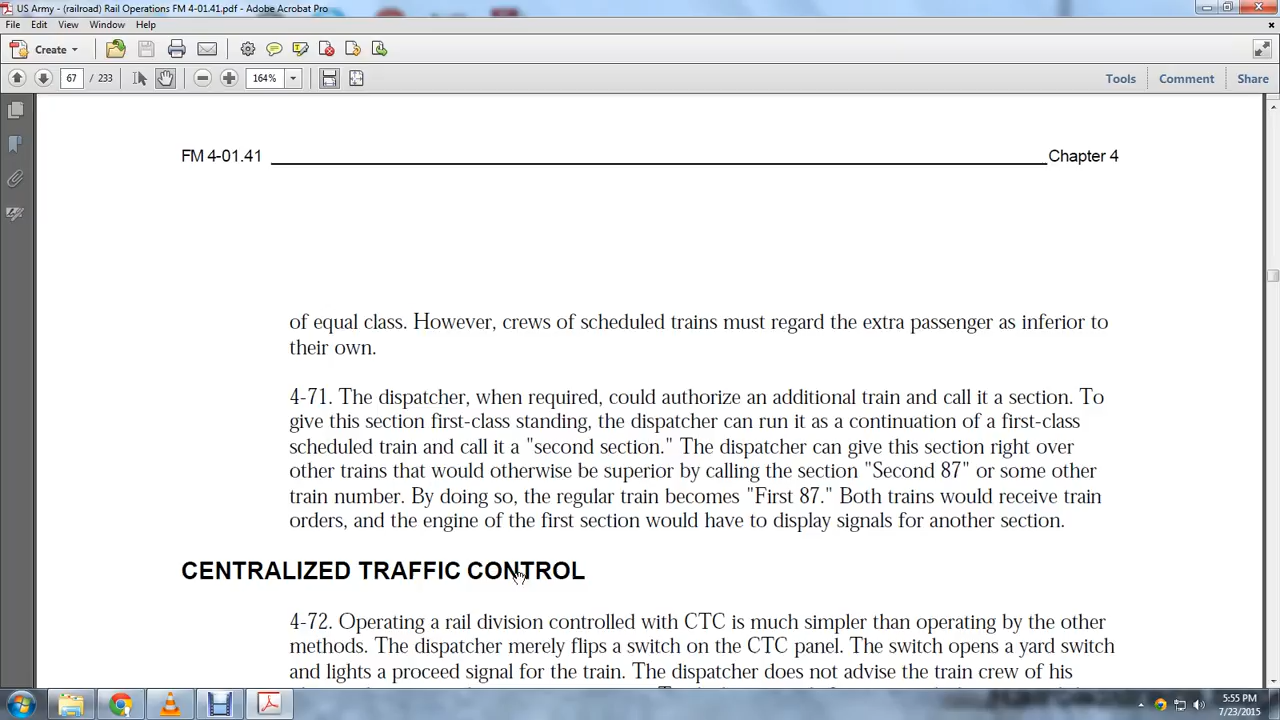 US Army - (railroad) Rail Operations FM 4-01.41.pdf - Adobe Acrobat Pro
File Edit View Window Help
Create
67 / 233 164% Tools Comment Share
FM 4-01.41 Chapter 4
of equal class. However, crews of scheduled trains must regard the extra passenger as inferior to
their own.
4-71. The dispatcher, when required, could authorize an additional train and call it a section. To
give this section first-class standing, the dispatcher can run it as a continuation of a first-class
scheduled train and call it a "second section." The dispatcher can give this section right over
other trains that would otherwise be superior by calling the section "Second 87" or some other
train number. By doing so, the regular train becomes "First 87." Both trains would receive train
orders, and the engine of the first section would have to display signals for another section.
CENTRALIZED TRAFFIC CONTROL
4-72. Operating a rail division controlled with CTC is much simpler than operating by the other
methods. The dispatcher merely flips a switch on the CTC panel. The switch opens a yard switch
and lights a proceed signal for the train. The dispatcher does not advise the train crew of his
5:55 PM
7/23/2015